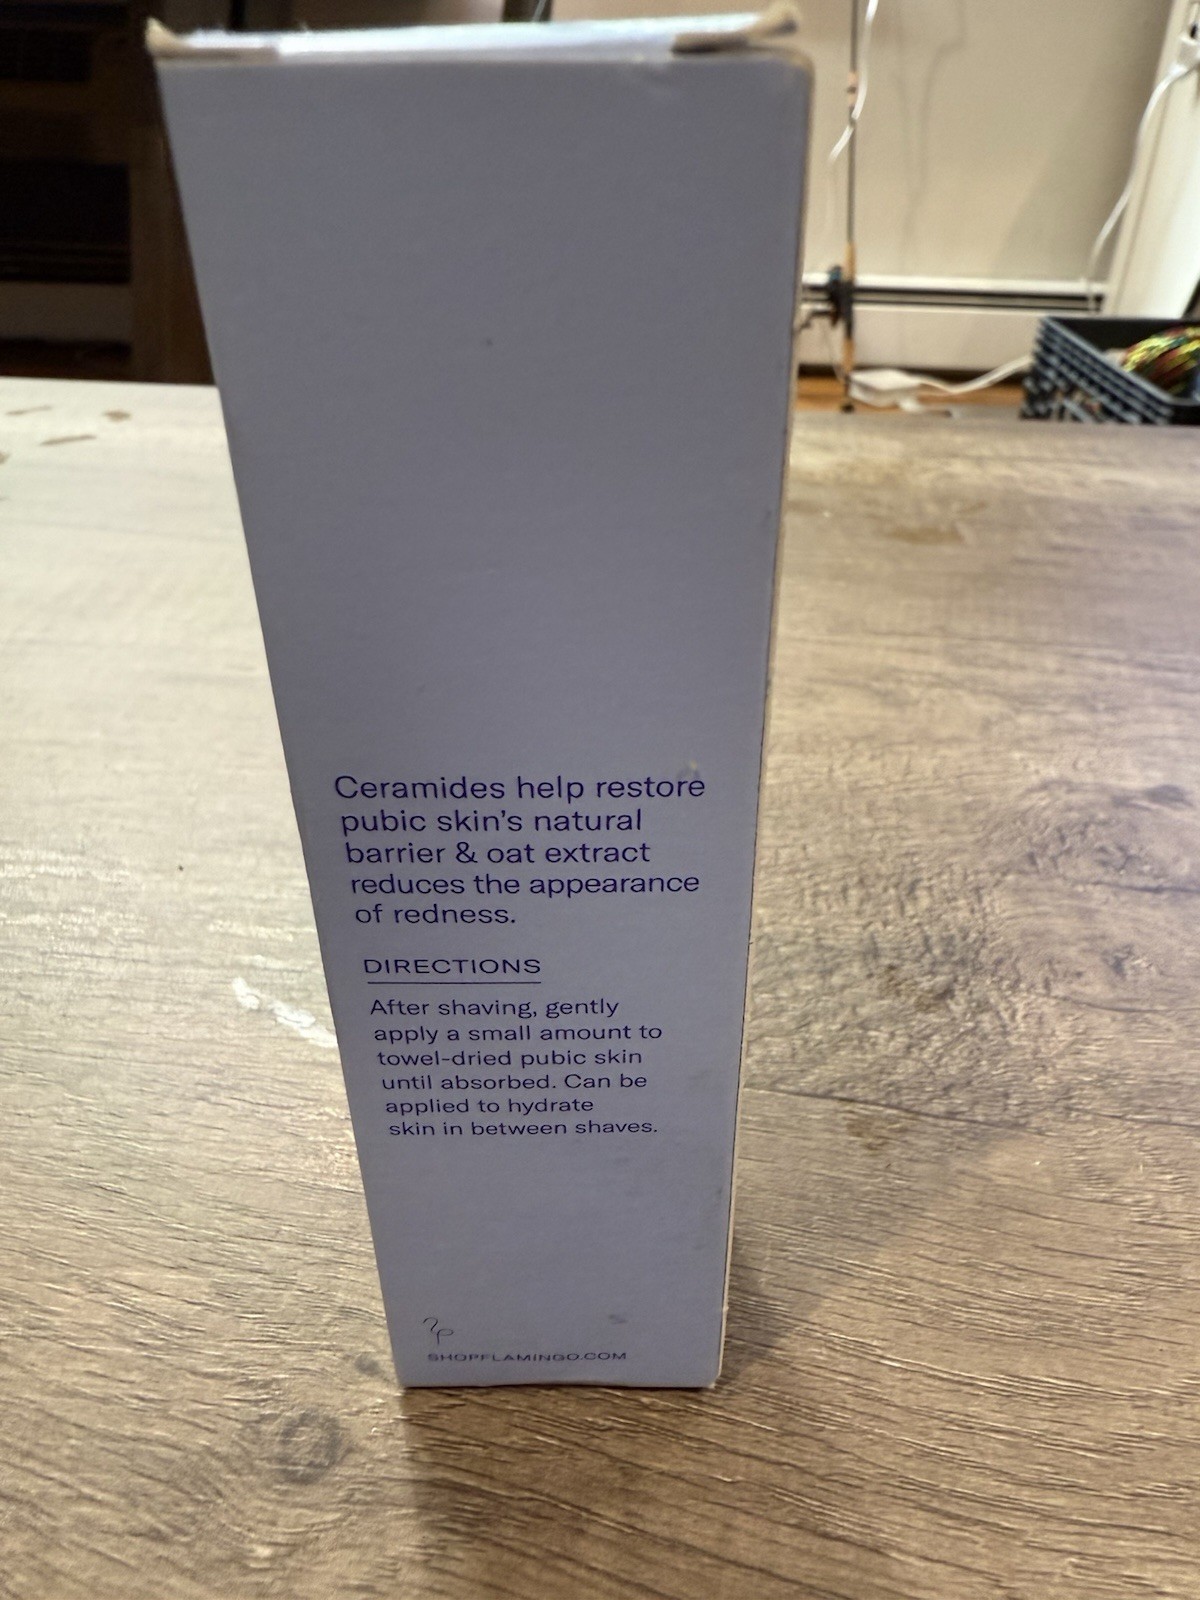 Ceramides help restore
pubic skin's natural
barrier & oat extract
reduces the appearance
of redness.
DIRECTIONS
After shaving, gently
apply a small amount to
towel-dried pubic skin
until absorbed. Can be
applied to hydrate
skin in between shaves.
SHOPFLAMINGO.COM